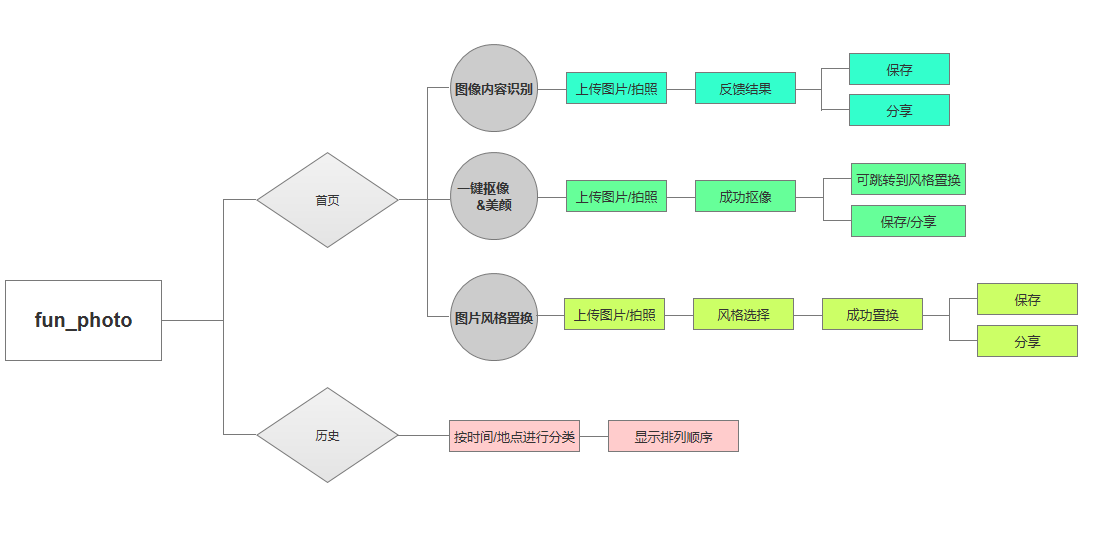 fun_photo
首页
图像内容识别
上传图片/拍照
反馈结果
保存
分享
一键抠像
&美颜
上传图片/拍照
成功抠像
可跳转到风格置换
保存/分享
图片风格置换
上传图片/拍照
风格选择
成功置换
保存
分享
历史
按时间/地点进行分类
显示排列顺序